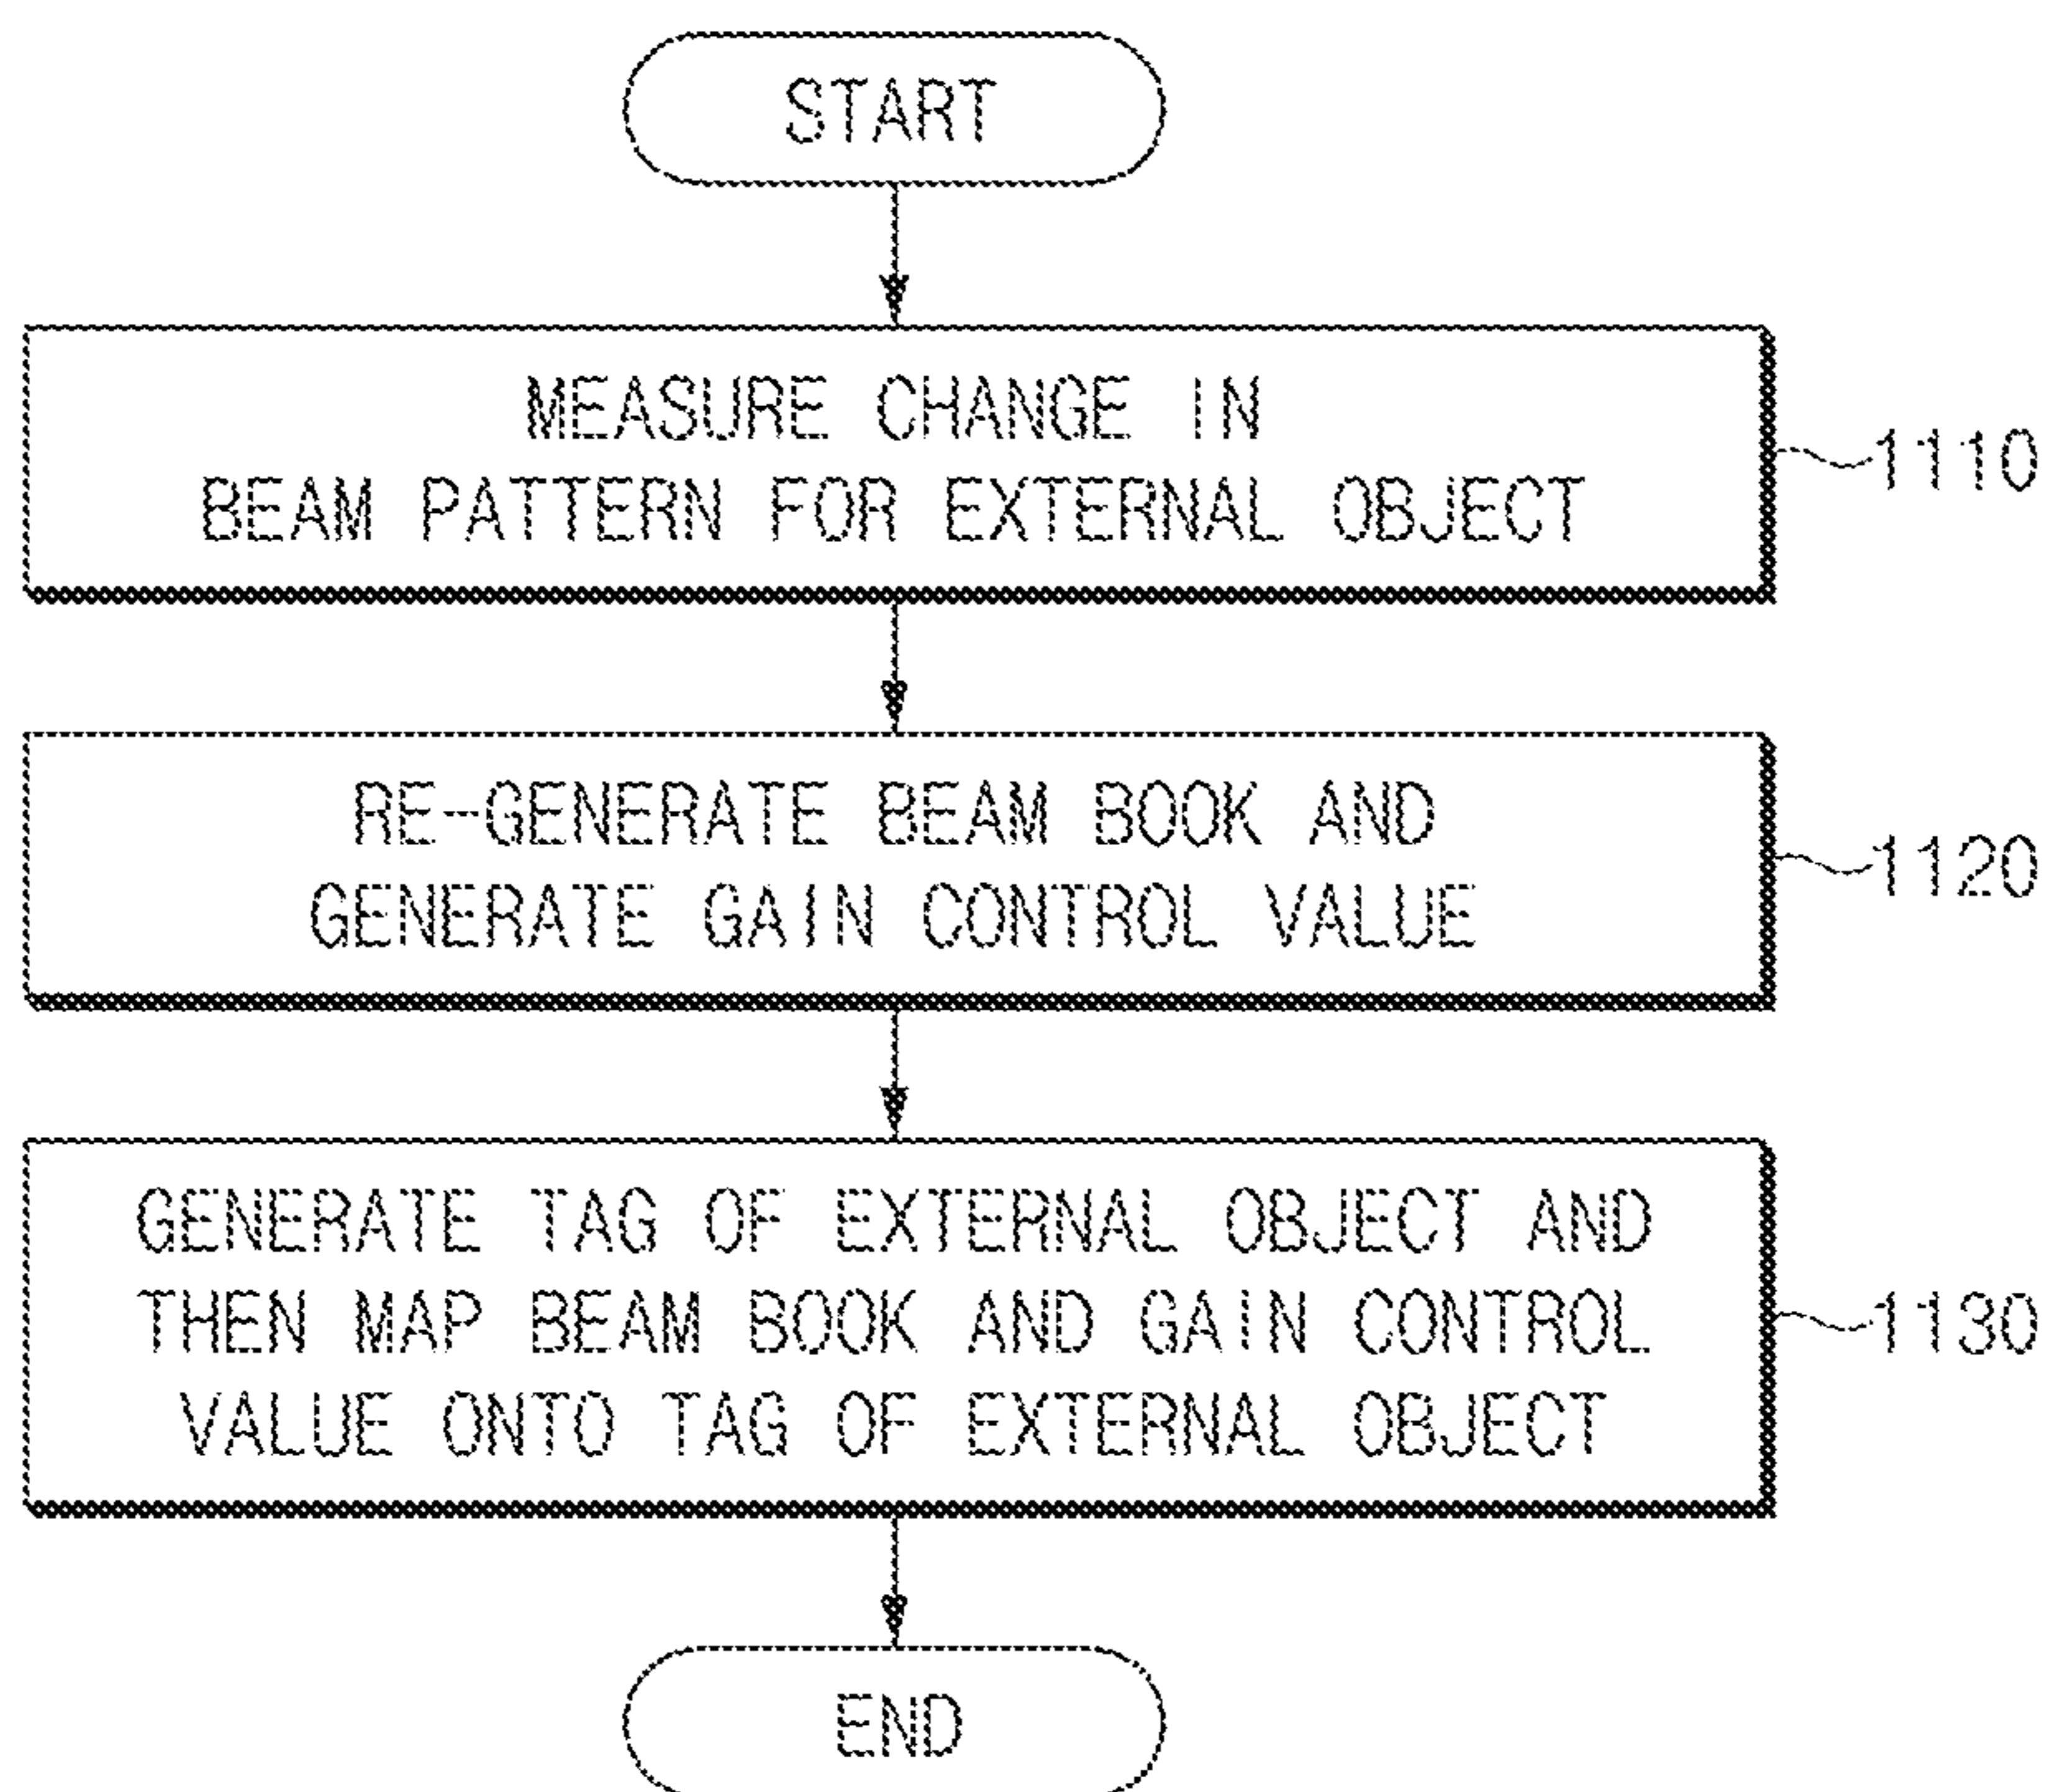 START
MEASURE CHANGE IN
BEAM PATTERN FOR EXTERNAL OBJECT
1110
RE-GENERATE BEAM BOOK AND
GENERATE GAIN CONTROL VALUE
1120
GENERATE TAG OF EXTERNAL OBJECT AND
THEN MAP BEAM BOOK AND GAIN CONTROL
VALUE ONTO TAG OF EXTERNAL OBJECT
1130
END